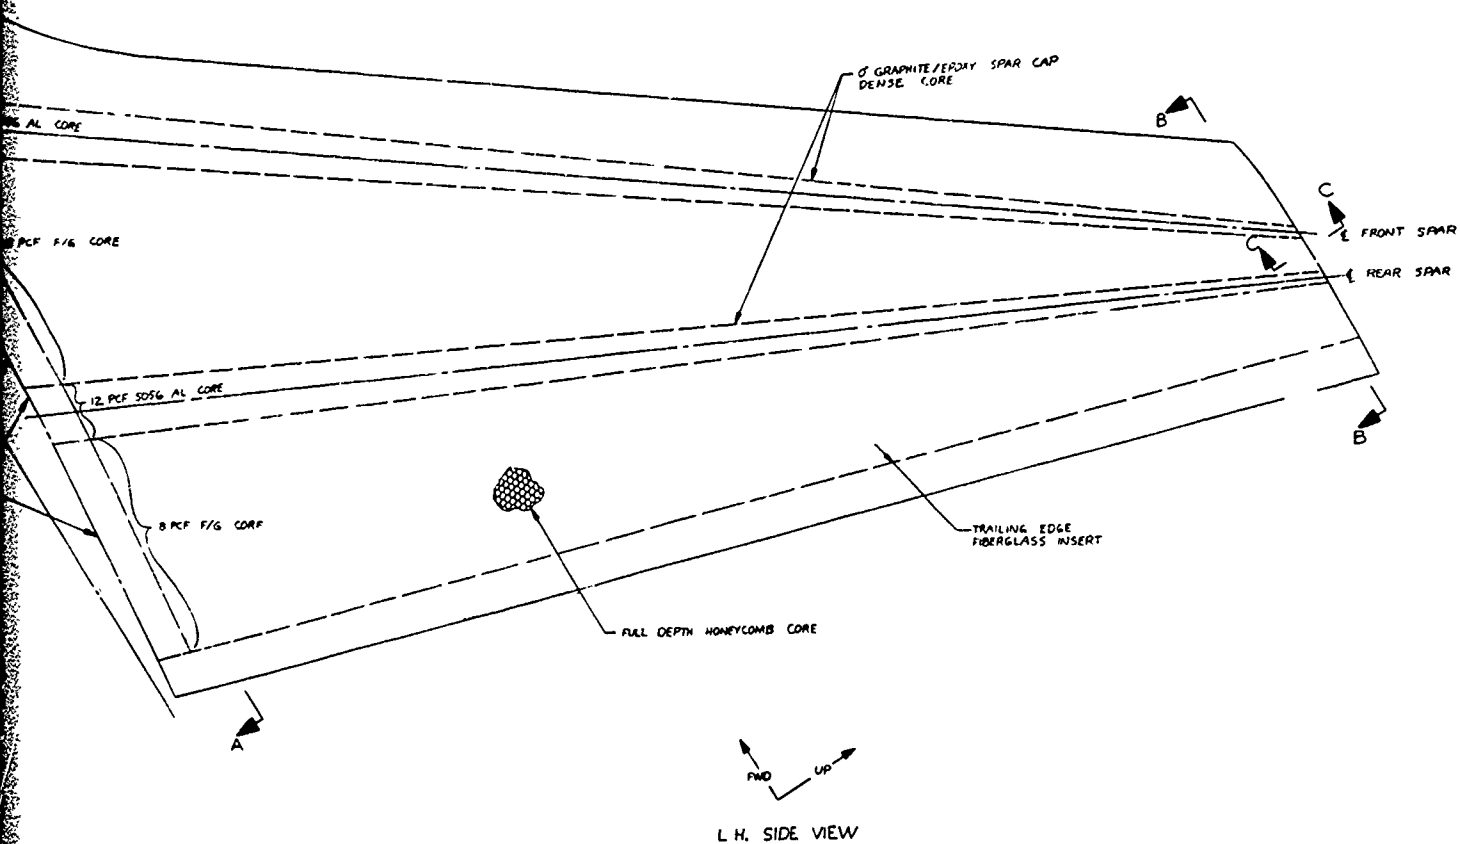 0° GRAPHITE/EPOXY SPAR CAP
DENSE CORE
B
AL CORE
C
℄ FRONT SPAR
PCF F/G CORE
C
℄ REAR SPAR
12 PCF 5056 AL CORE
B
8 PCF F/G CORE
TRAILING EDGE
FIBERGLASS INSERT
FULL DEPTH HONEYCOMB CORE
A
FWD
UP
L H. SIDE VIEW